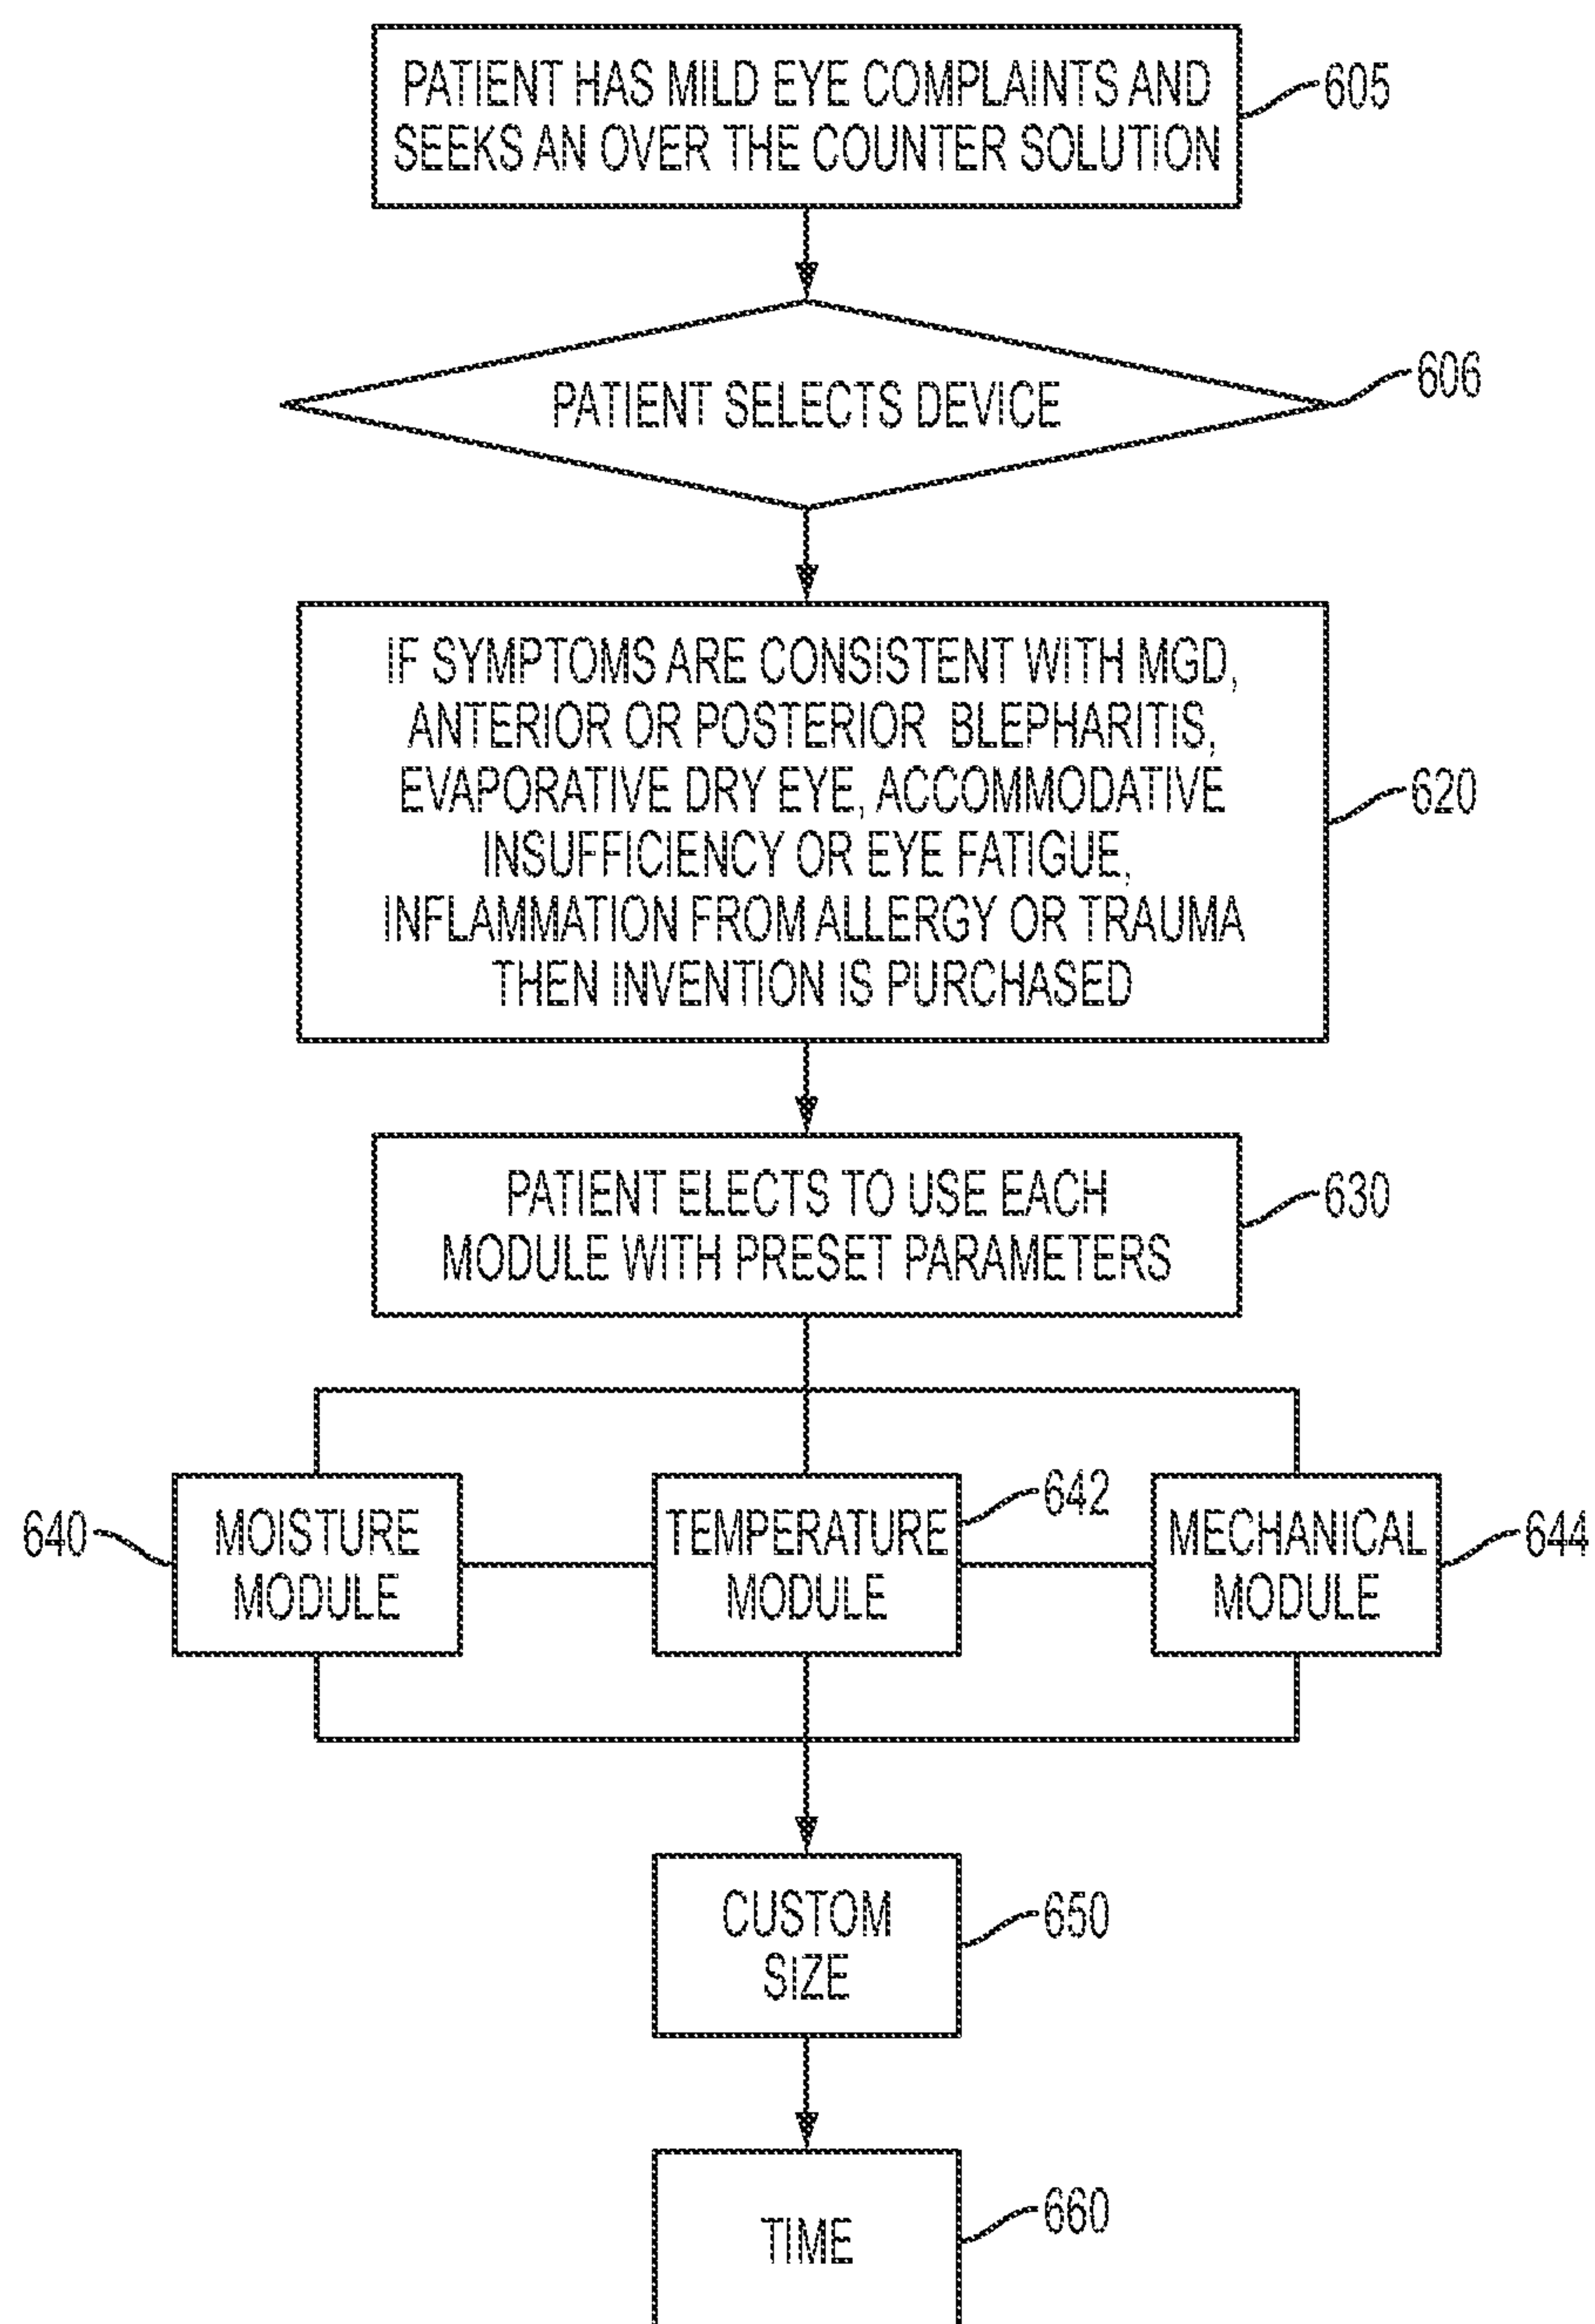 PATIENT HAS MILD EYE COMPLAINTS AND
SEEKS AN OVER THE COUNTER SOLUTION
605
PATIENT SELECTS DEVICE
606
IF SYMPTOMS ARE CONSISTENT WITH MGD,
ANTERIOR OR POSTERIOR BLEPHARITIS,
EVAPORATIVE DRY EYE, ACCOMMODATIVE
INSUFFICIENCY OR EYE FATIGUE,
INFLAMMATION FROM ALLERGY OR TRAUMA
THEN INVENTION IS PURCHASED
620
PATIENT ELECTS TO USE EACH
MODULE WITH PRESET PARAMETERS
630
640
MOISTURE
MODULE
TEMPERATURE
MODULE
642
MECHANICAL
MODULE
644
CUSTOM
SIZE
650
TIME
660